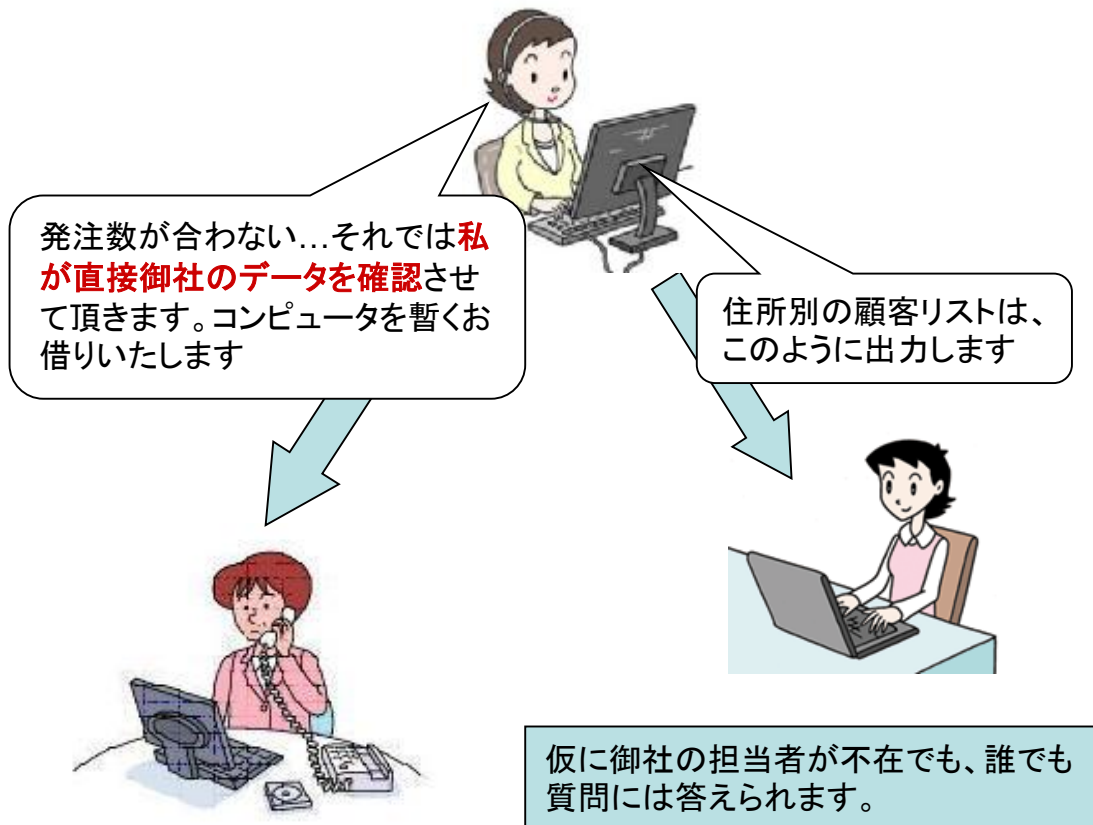 発注数が合わない…それでは私
が直接御社のデータを確認させ
て頂きます。コンピュータを暫くお
借りいたします
住所別の顧客リストは、
このように出力します
仮に御社の担当者が不在でも、誰でも
質問には答えられます。